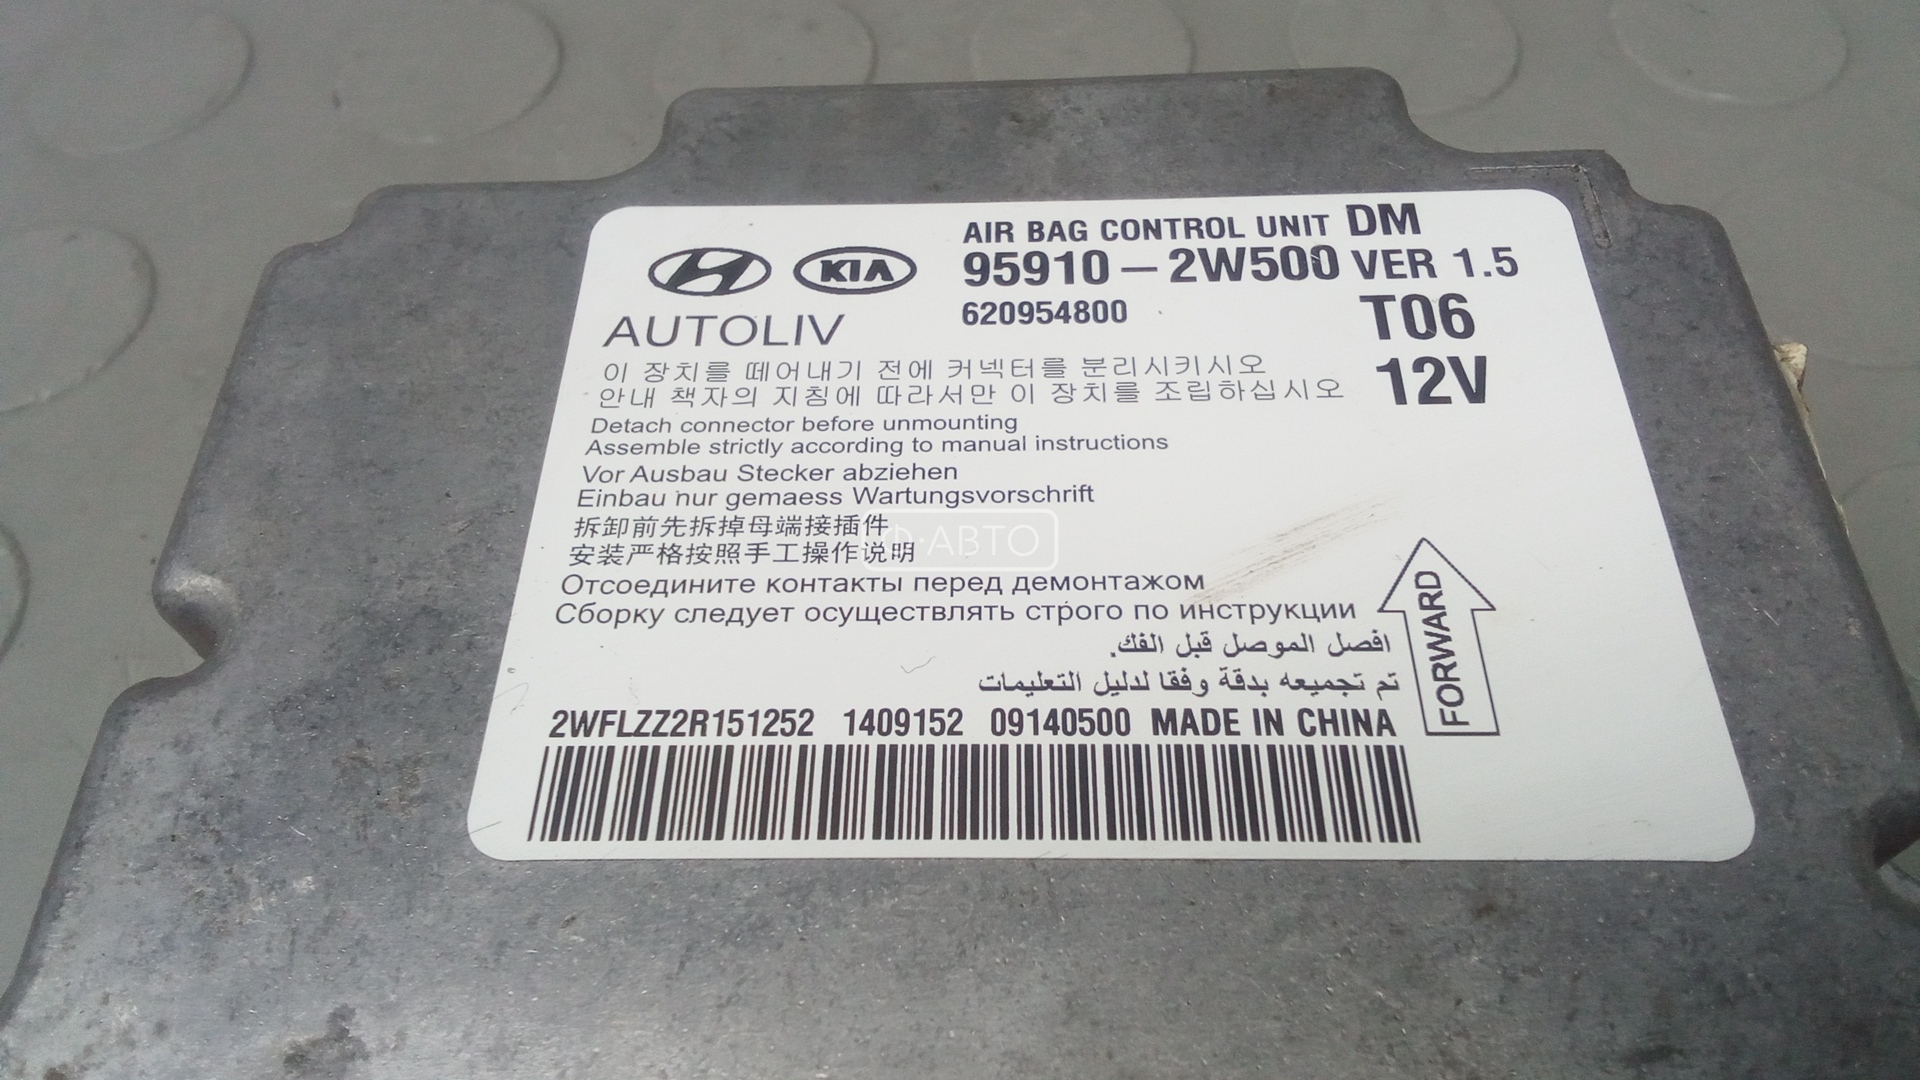 AIR BAG CONTROL UNIT DM
KIA
95910-2W500 VER 1.5
620954800
T06
AUTOLIV
12V
이 장치를 떼어내기 전에 커넥터를 분리시키시오
안내 책자의 지침에 따라서만 이 장치를 조립하십시오
Detach connector before unmounting
Assemble strictly according to manual instructions
Vor Ausbau Stecker abziehen
Einbau nur gemaess Wartungsvorschrift
拆卸前先拆掉母端接插件
安装严格按照手工操作说明
Ф·АВТО
Отсоедините контакты перед демонтажом
Сборку следует осуществлять строго по инструкции
افصل الموصل قبل الفك.
تم تجميعه بدقة وفقا لدليل التعليمات
FORWARD
2WFLZZ2R151252 1409152 09140500 MADE IN CHINA